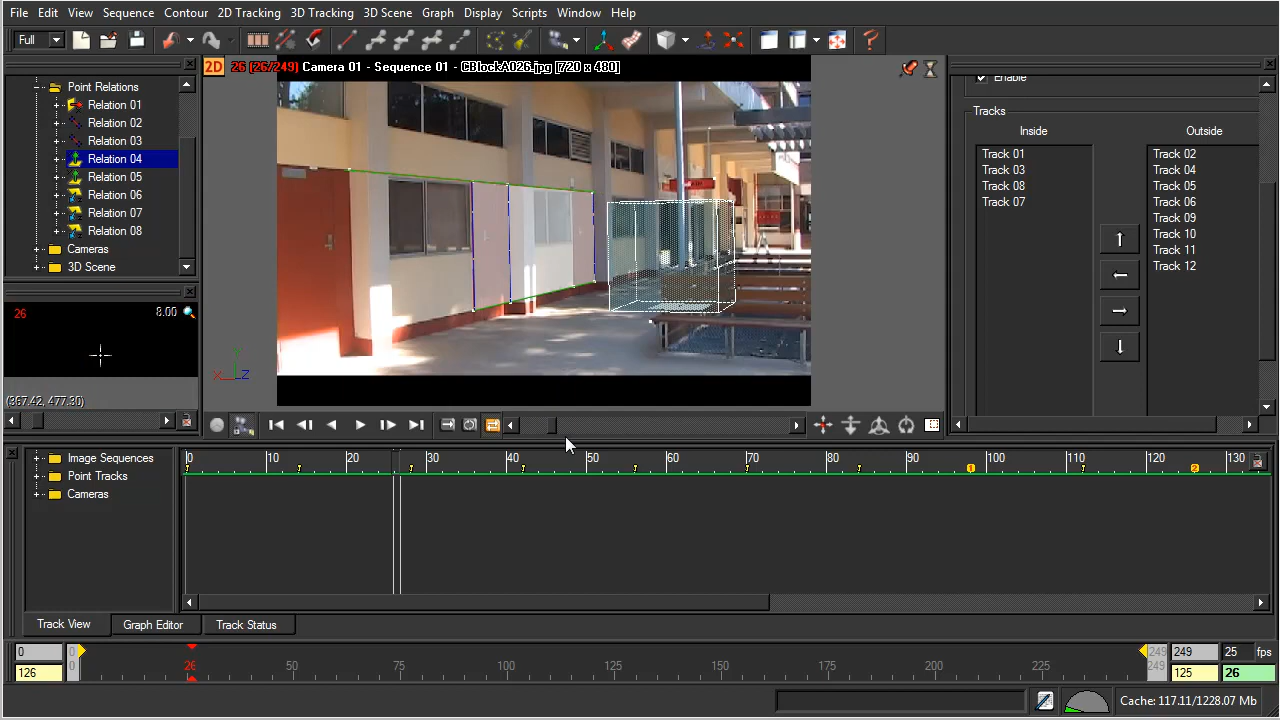 File Edit View Sequence Contour 2D Tracking 3D Tracking 3D Scene Graph Display Scripts Window Help
Full
2D 26 (26/249) Camera 01 - Sequence 01 - CBlockA026.jpg [720 x 480]
Point Relations
Relation 01
Relation 02
Relation 03
Relation 04
Relation 05
Relation 06
Relation 07
Relation 08
Cameras
3D Scene
26 8.00
(367.42, 477.30)
X Z
Enable
Tracks
Inside Outside
Track 01
Track 03
Track 08
Track 07
Track 02
Track 04
Track 05
Track 06
Track 09
Track 10
Track 11
Track 12
Image Sequences
Point Tracks
Cameras
0 10 20 30 40 50 60 70 80 90 100 110 120 130
Track View Graph Editor Track Status
0 0 249 249 25 fps
0 26 50 75 100 125 150 175 200 225 249
126 125 26
Cache: 117.11/1228.07 Mb